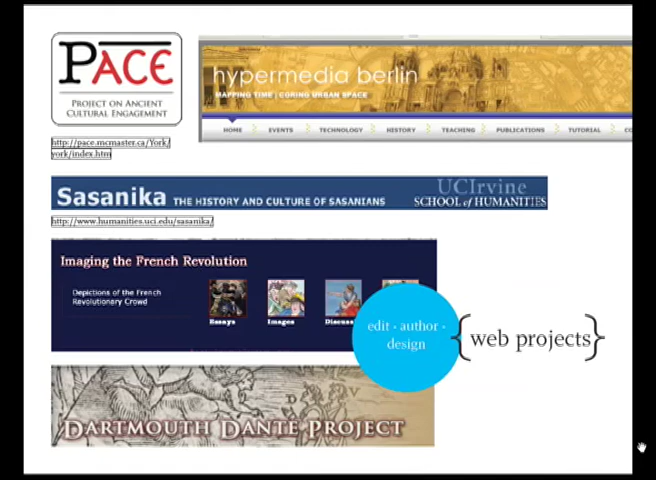 PACE
PROJECT ON ANCIENT
CULTURAL ENGAGEMENT
http://pace.mcmaster.ca/York/
york/index.htm
hypermedia berlin
MAPPING TIME | CORING URBAN SPACE
HOME EVENTS TECHNOLOGY HISTORY TEACHING PUBLICATIONS TUTORIAL CO
Sasanika THE HISTORY AND CULTURE OF SASANIANS
UCIrvine
SCHOOL of HUMANITIES
http://www.humanities.uci.edu/sasanika/
Imaging the French Revolution
Depictions of the French
Revolutionary Crowd
Essays Images Discuss
edit · author ·
design
{web projects}
D V
DARTMOUTH DANTE PROJECT